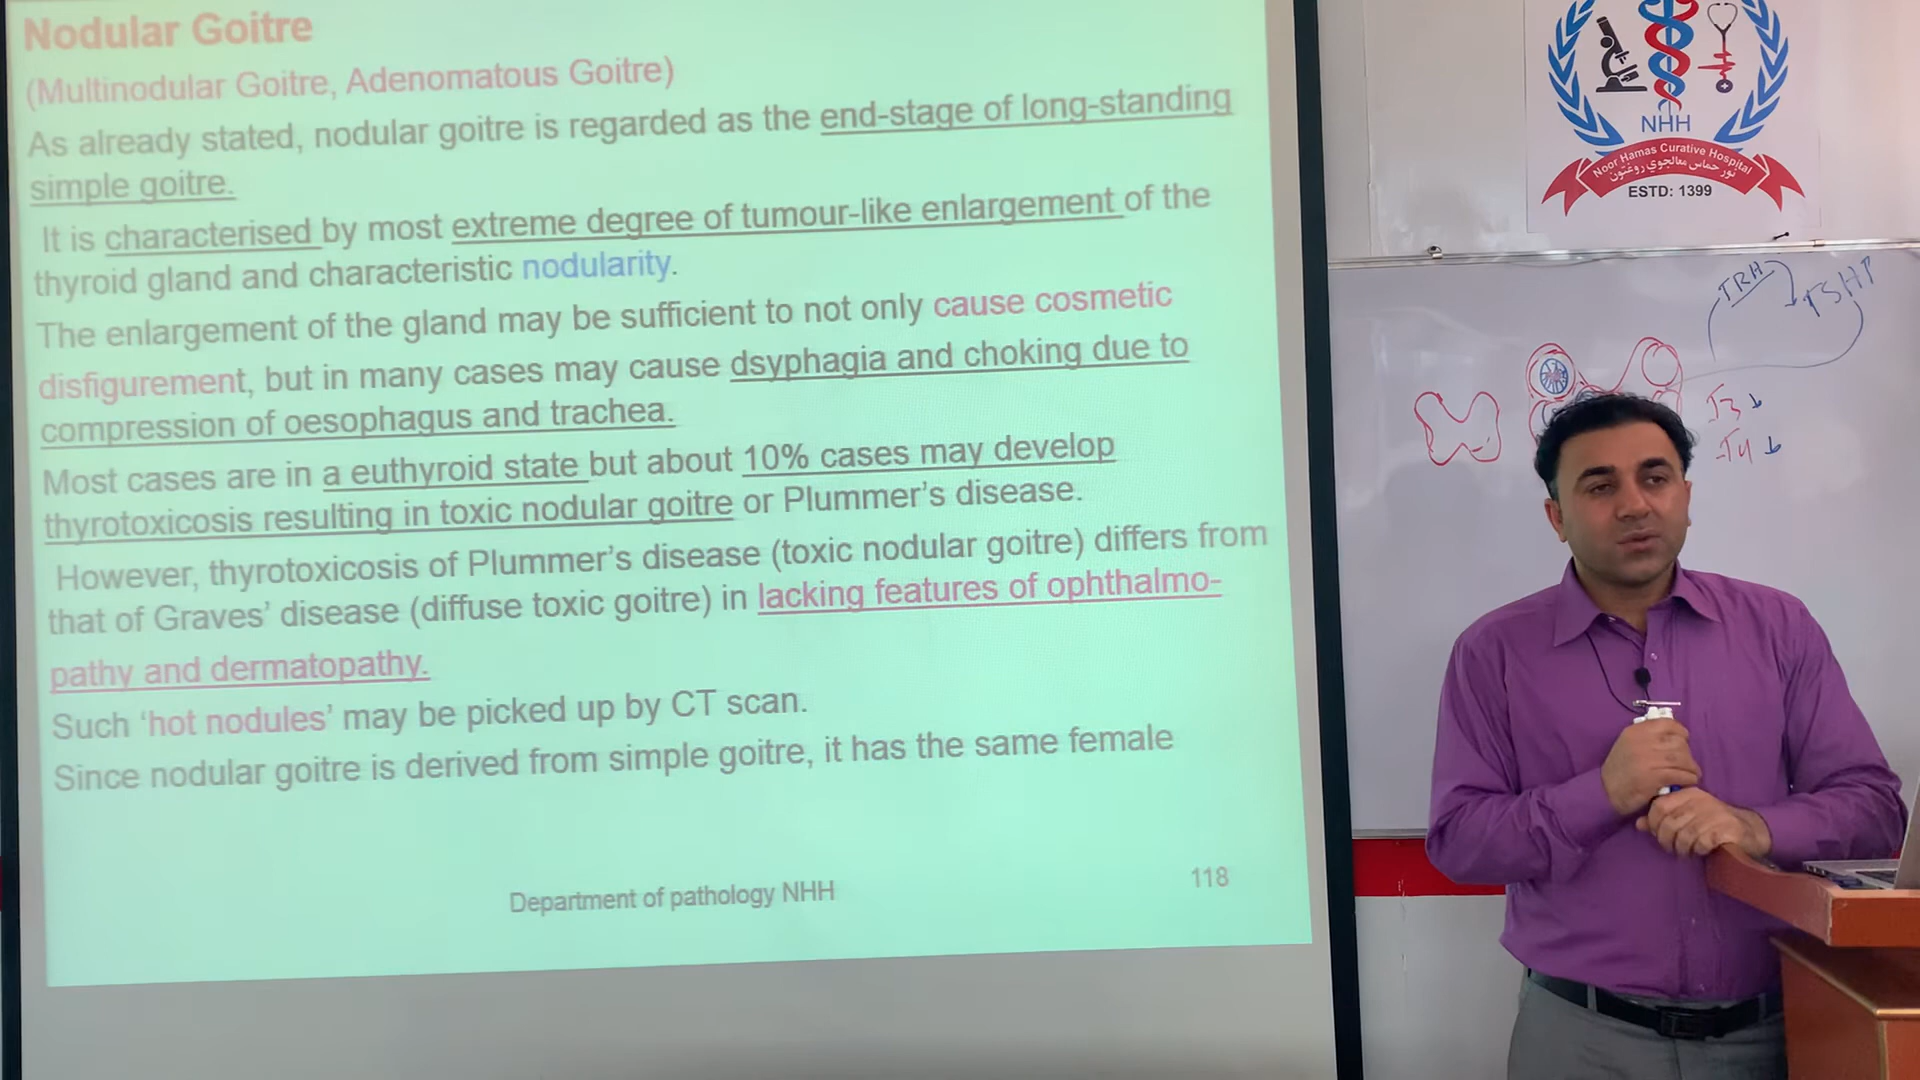 Nodular Goitre
(Multinodular Goitre, Adenomatous Goitre)
As already stated, nodular goitre is regarded as the end-stage of long-standing
simple goitre.
It is characterised by most extreme degree of tumour-like enlargement of the
thyroid gland and characteristic nodularity.
The enlargement of the gland may be sufficient to not only cause cosmetic
disfigurement, but in many cases may cause dsyphagia and choking due to
compression of oesophagus and trachea.
Most cases are in a euthyroid state but about 10% cases may develop
thyrotoxicosis resulting in toxic nodular goitre or Plummer's disease.
However, thyrotoxicosis of Plummer's disease (toxic nodular goitre) differs from
that of Graves' disease (diffuse toxic goitre) in lacking features of ophthalmo-
pathy and dermatopathy.
Such 'hot nodules' may be picked up by CT scan.
Since nodular goitre is derived from simple goitre, it has the same female
Department of pathology NHH
118
NHH
Noor Hamas Curative Hospital
نور حماس معالجوي روغتون
ESTD: 1399
TRH
TSH↑
T3 ↓
T4 ↓